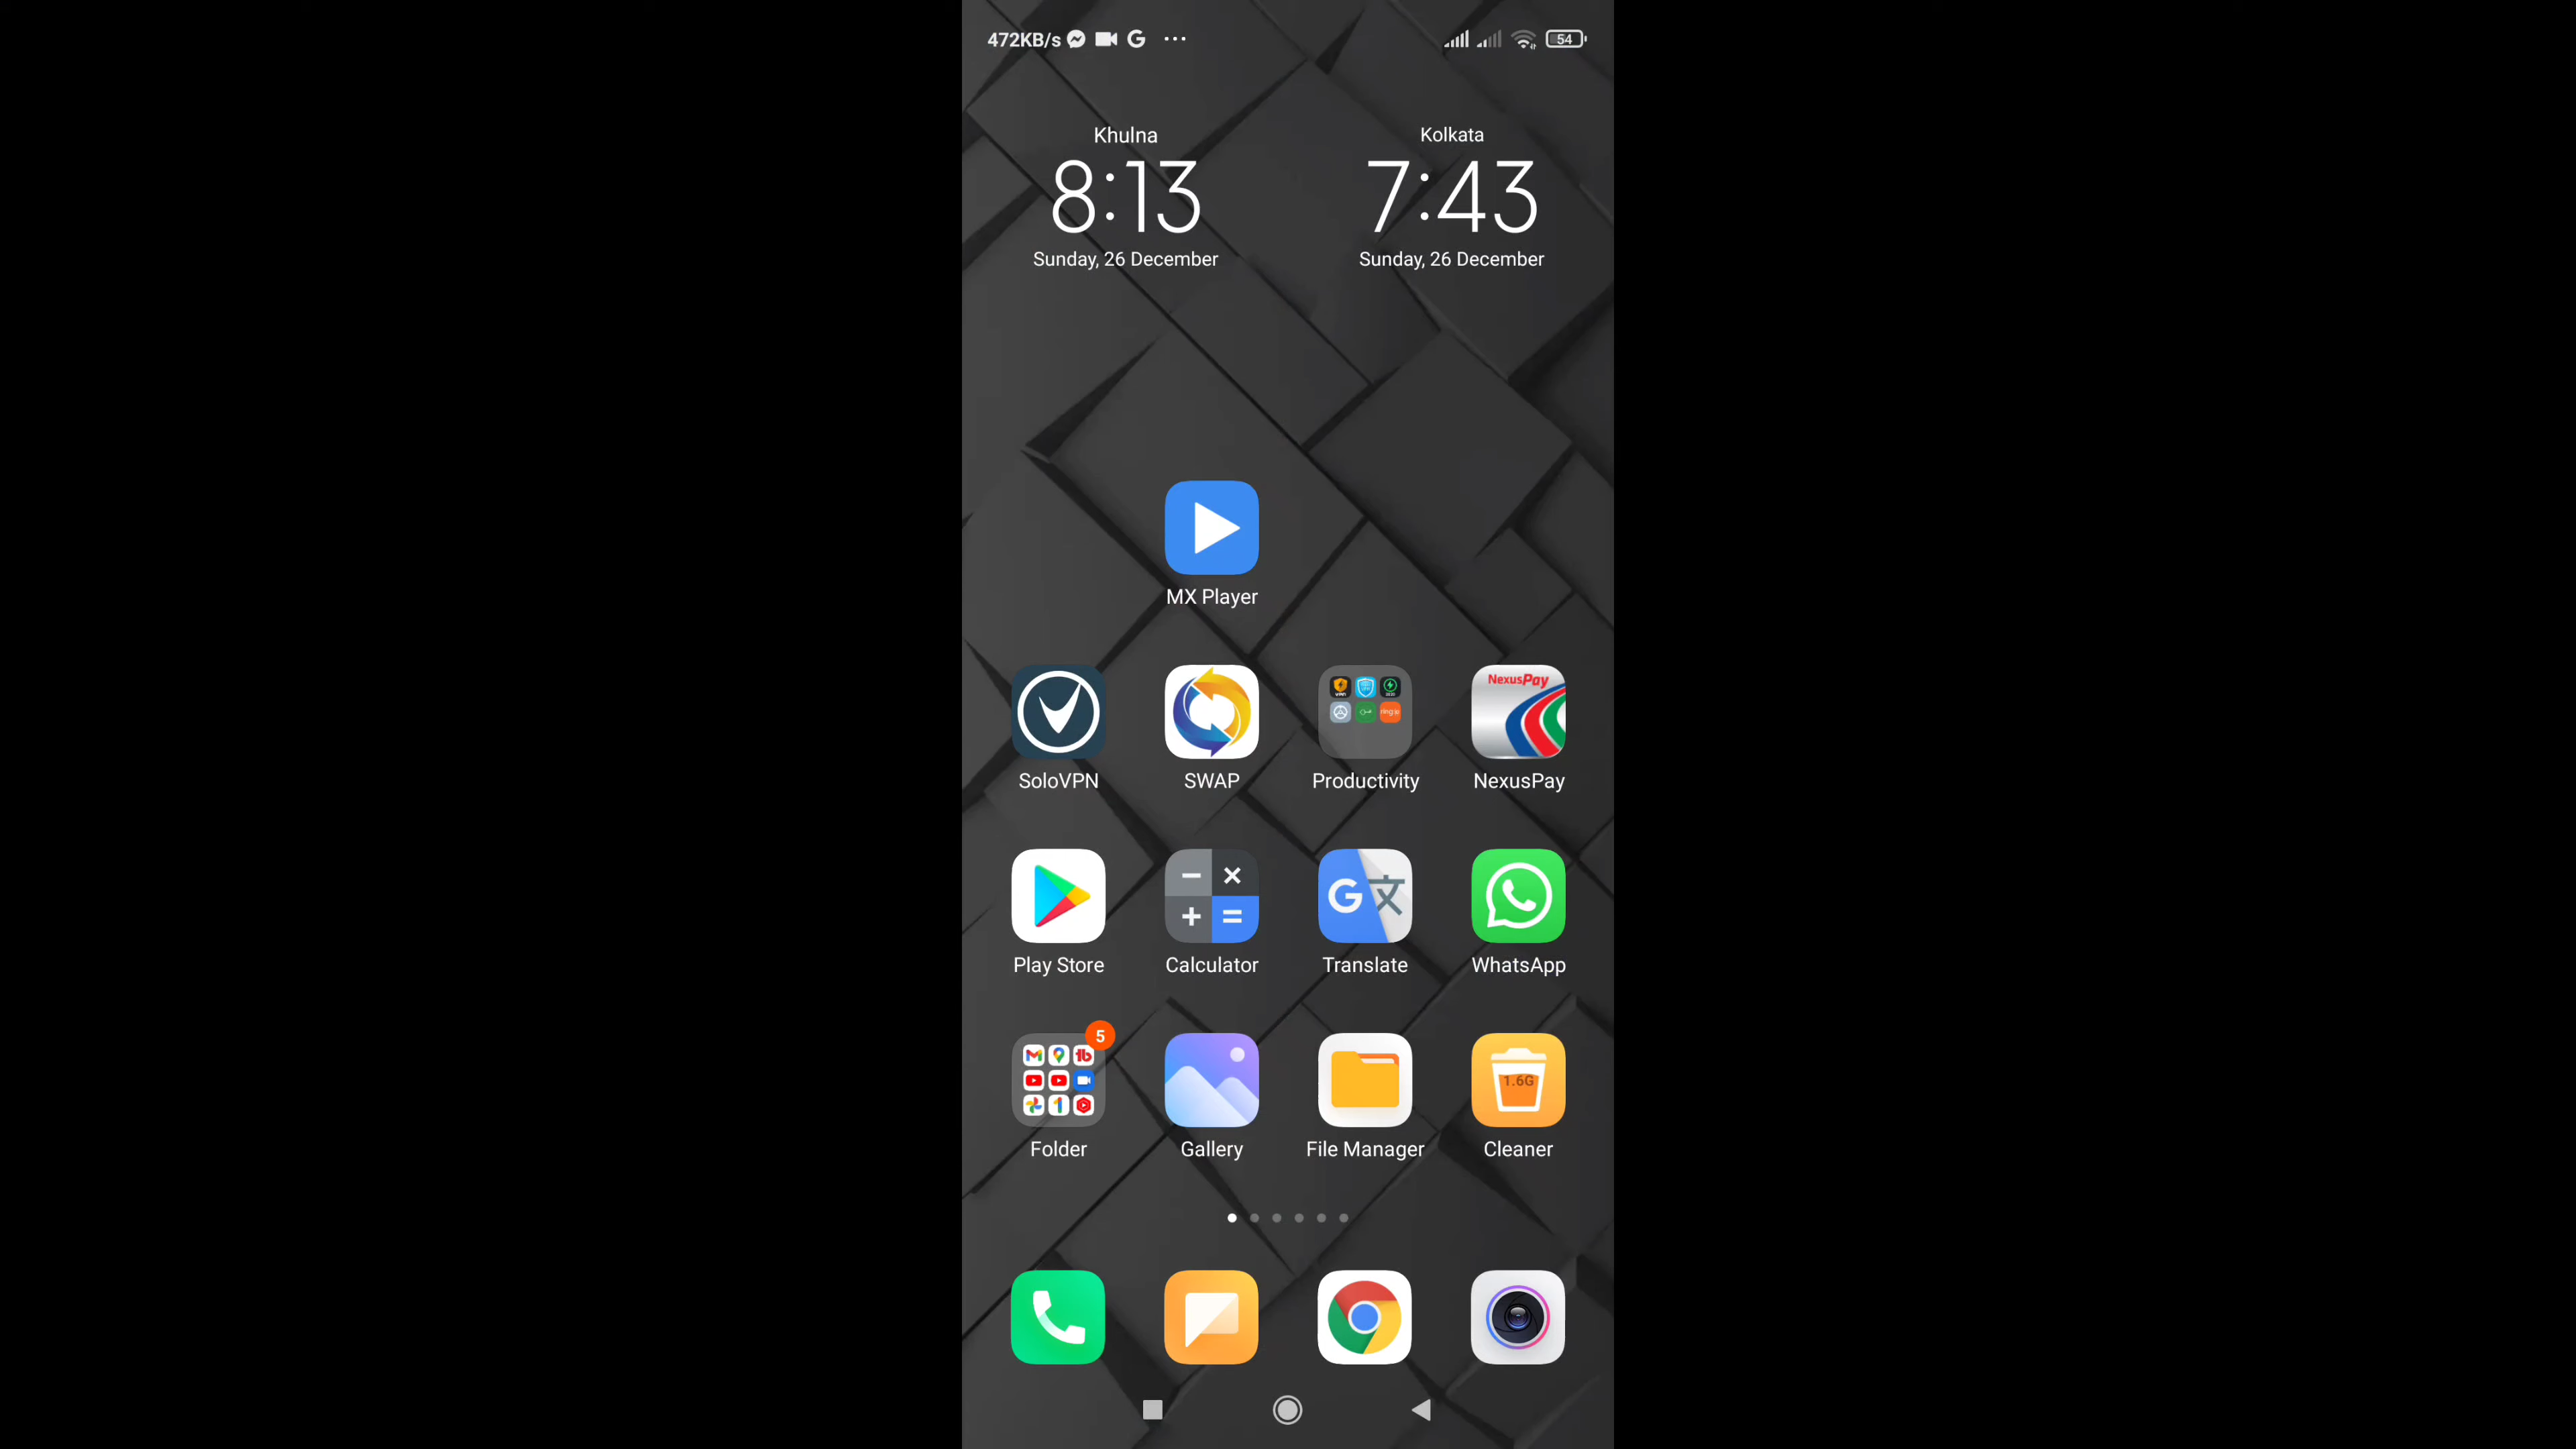 472KB/s
54
Khulna
8:13
Sunday, 26 December
Kolkata
7:43
Sunday, 26 December
MX Player
NexusPay
SoloVPN
SWAP
Productivity
NexusPay
Play Store
Calculator
Translate
WhatsApp
5
1.6G
Folder
Gallery
File Manager
Cleaner